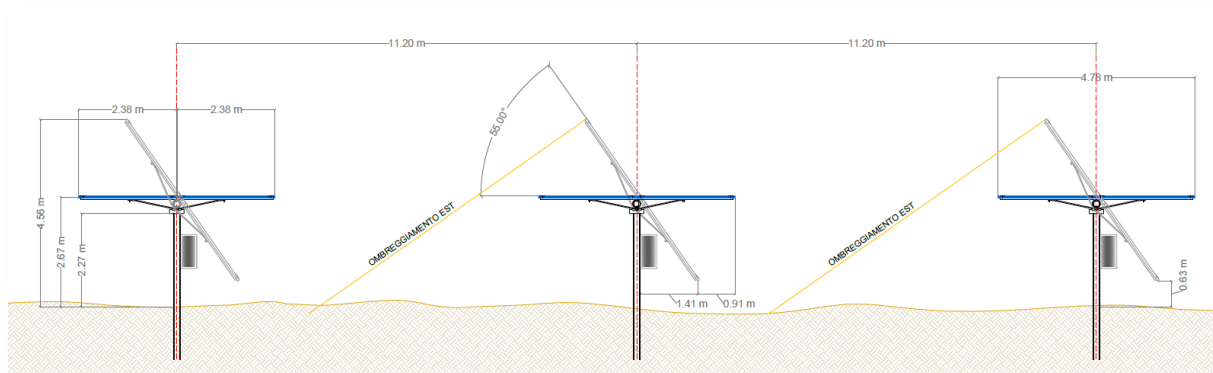 11.20 m
11.20 m
2.38 m
2.38 m
55.00°
4.78 m
4.56 m
2.67 m
2.27 m
OMBREGGIAMENTO EST
OMBREGGIAMENTO EST
1.41 m
0.91 m
0.63 m